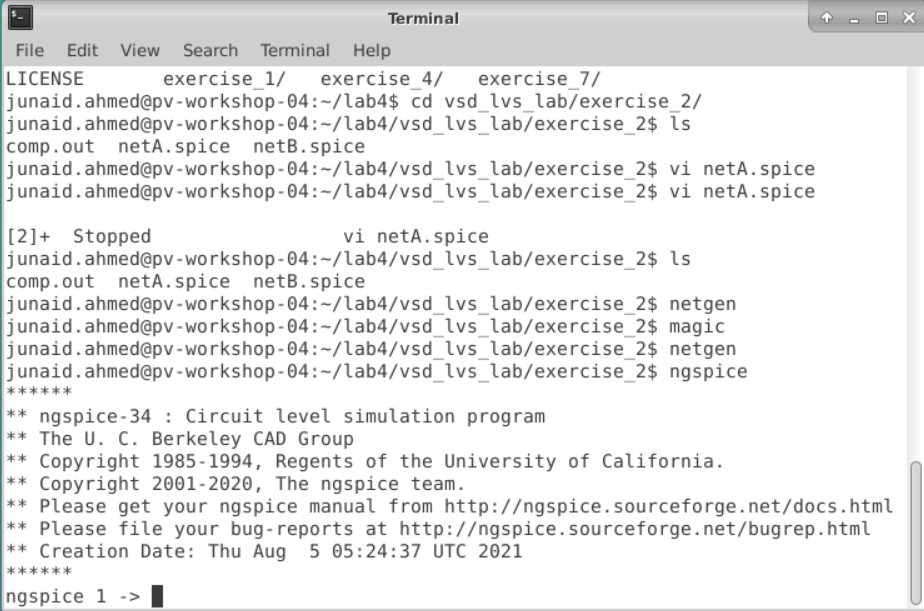 Terminal
File Edit View Search Terminal Help
LICENSE       exercise_1/   exercise_4/   exercise_7/
junaid.ahmed@pv-workshop-04:~/lab4$ cd vsd_lvs_lab/exercise_2/
junaid.ahmed@pv-workshop-04:~/lab4/vsd_lvs_lab/exercise_2$ ls
comp.out  netA.spice  netB.spice
junaid.ahmed@pv-workshop-04:~/lab4/vsd_lvs_lab/exercise_2$ vi netA.spice
junaid.ahmed@pv-workshop-04:~/lab4/vsd_lvs_lab/exercise_2$ vi netA.spice
[2]+  Stopped                 vi netA.spice
junaid.ahmed@pv-workshop-04:~/lab4/vsd_lvs_lab/exercise_2$ ls
comp.out  netA.spice  netB.spice
junaid.ahmed@pv-workshop-04:~/lab4/vsd_lvs_lab/exercise_2$ netgen
junaid.ahmed@pv-workshop-04:~/lab4/vsd_lvs_lab/exercise_2$ magic
junaid.ahmed@pv-workshop-04:~/lab4/vsd_lvs_lab/exercise_2$ netgen
junaid.ahmed@pv-workshop-04:~/lab4/vsd_lvs_lab/exercise_2$ ngspice
******
** ngspice-34 : Circuit level simulation program
** The U. C. Berkeley CAD Group
** Copyright 1985-1994, Regents of the University of California.
** Copyright 2001-2020, The ngspice team.
** Please get your ngspice manual from http://ngspice.sourceforge.net/docs.html
** Please file your bug-reports at http://ngspice.sourceforge.net/bugrep.html
** Creation Date: Thu Aug  5 05:24:37 UTC 2021
******
ngspice 1 ->